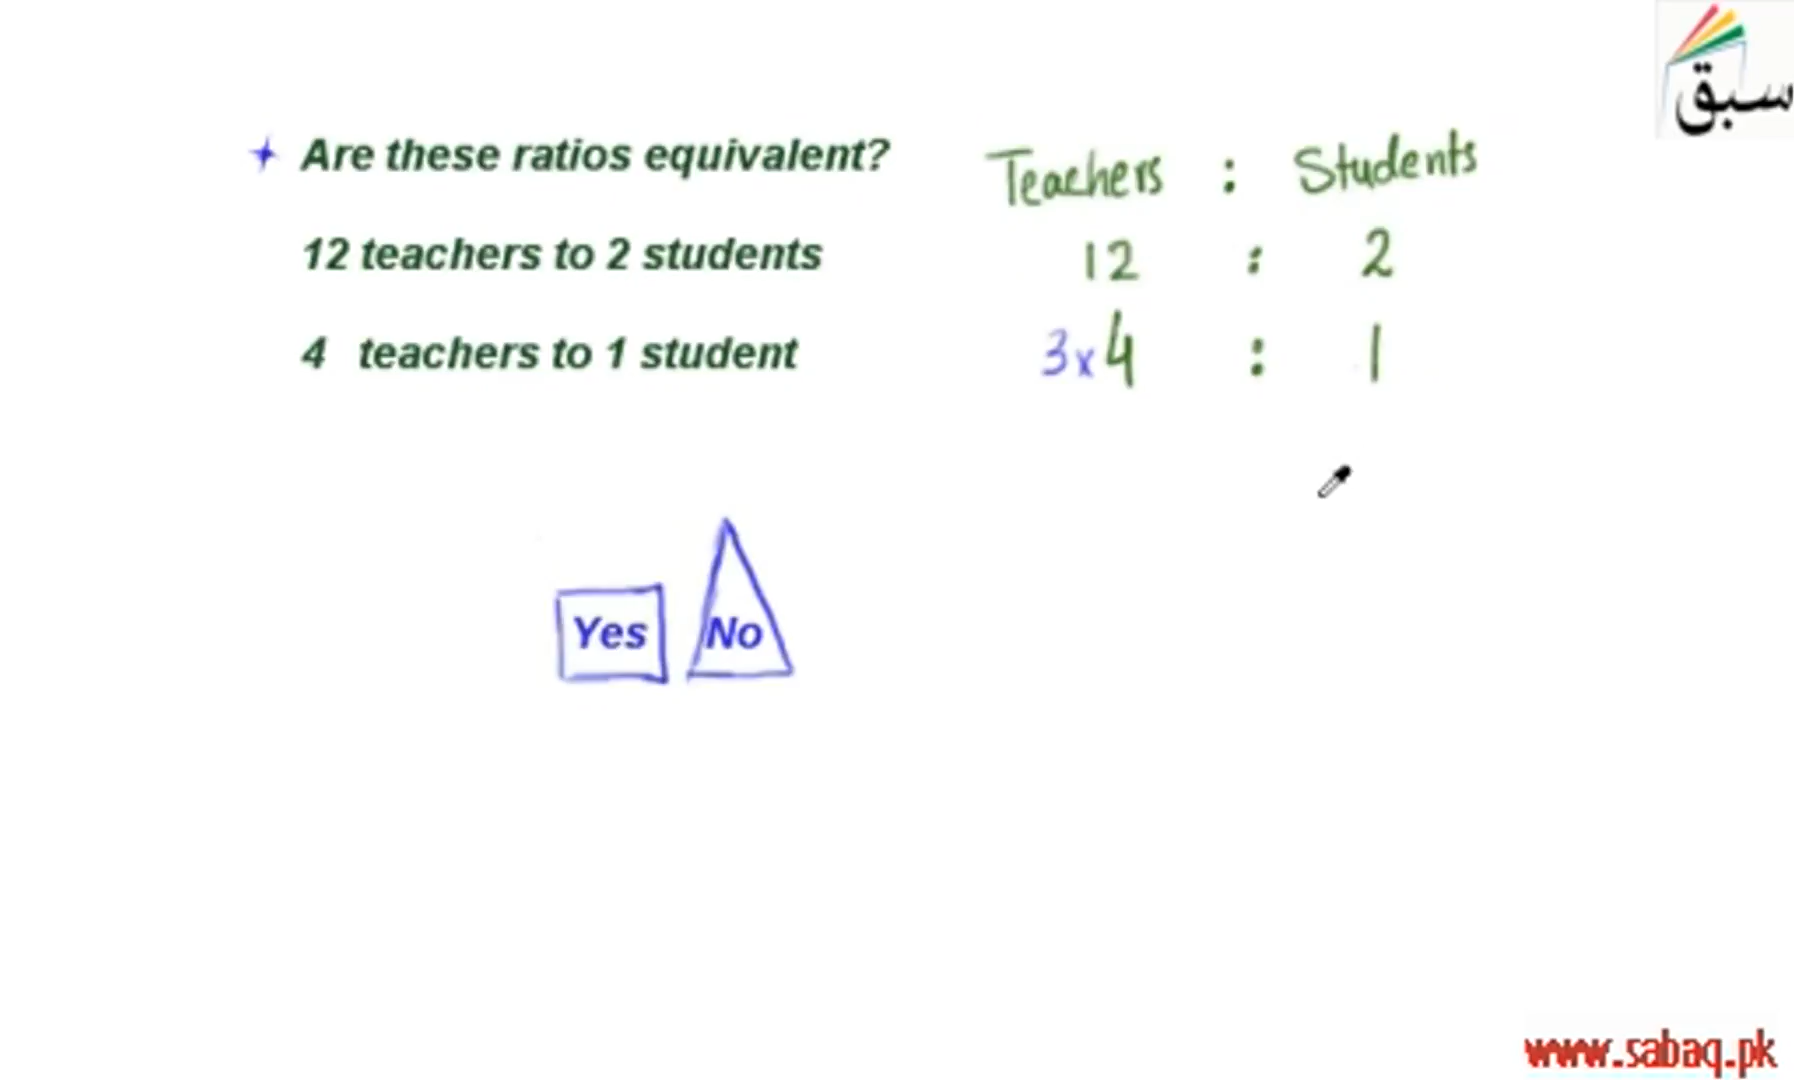 سبق
Are these ratios equivalent?
12 teachers to 2 students
4 teachers to 1 student
Teachers : Students
12 : 2
3x4 : 1
Yes
No
www.sabaq.pk